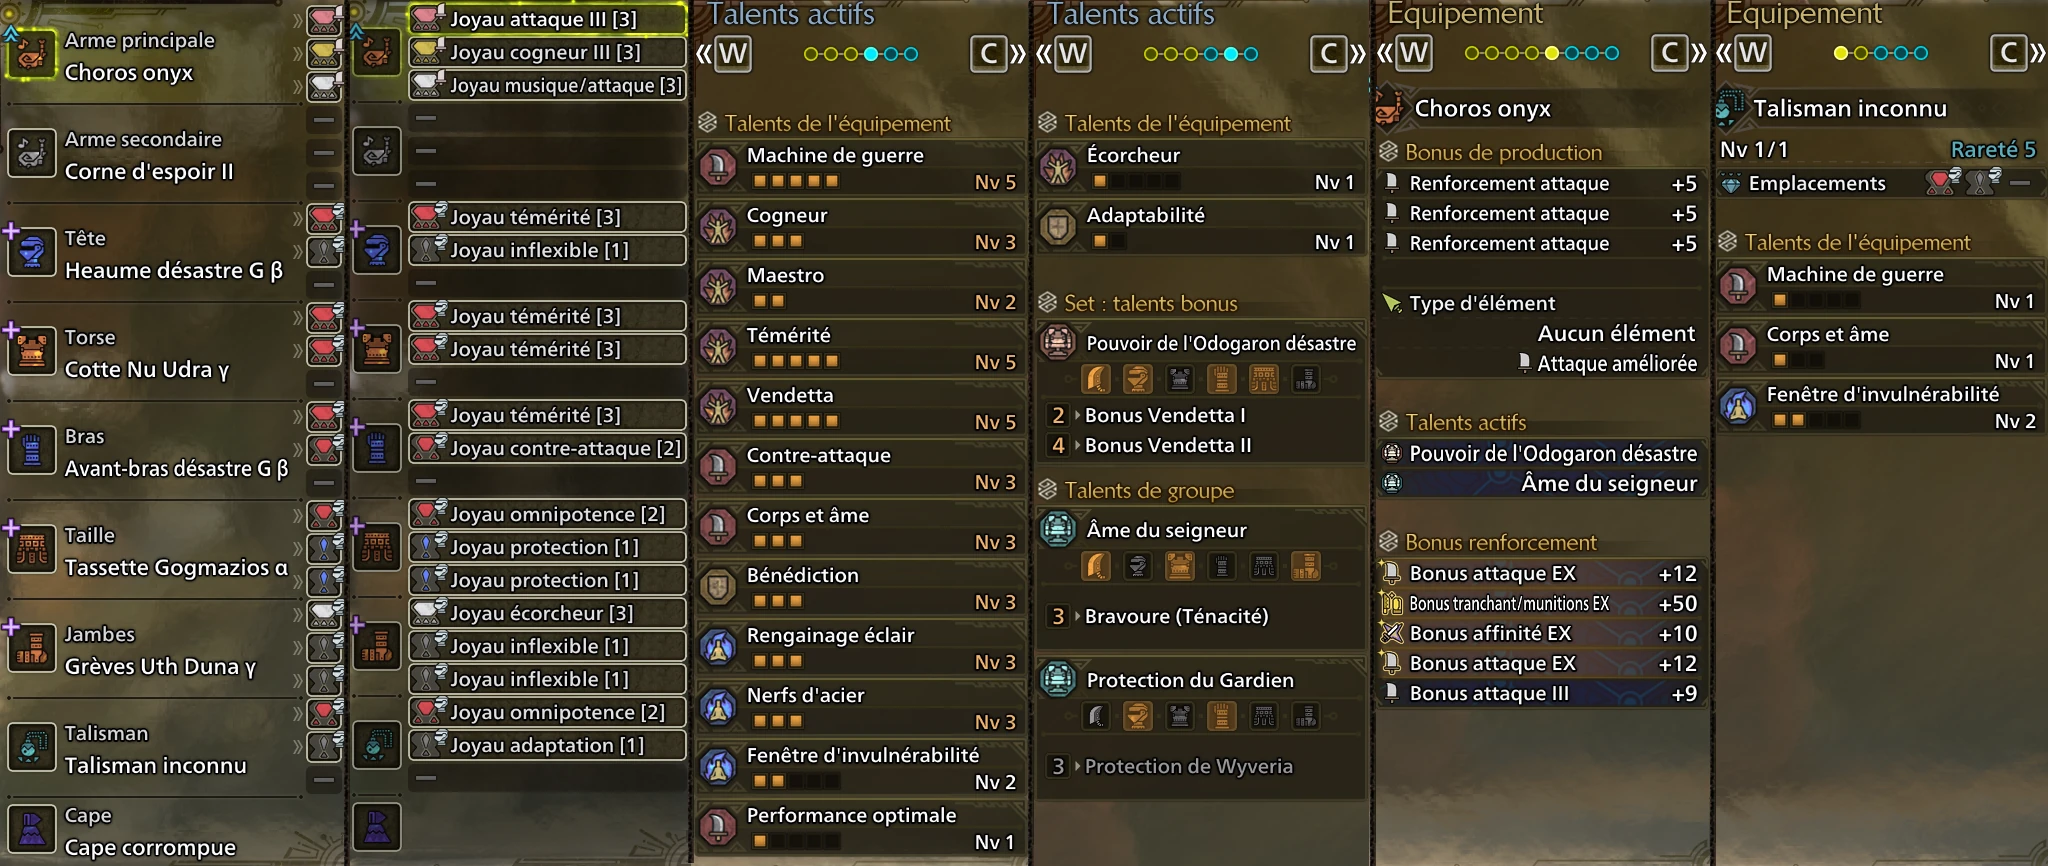 Arme principale
Choros onyx
Arme secondaire
Corne d'espoir II
Tête
Heaume désastre G β
Torse
Cotte Nu Udra γ
Bras
Avant-bras désastre G β
Taille
Tassette Gogmazios α
Jambes
Grèves Uth Duna γ
Talisman
Talisman inconnu
Cape
Cape corrompue
Joyau attaque III [3]
Joyau cogneur III [3]
Joyau musique/attaque [3]
Joyau témérité [3]
Joyau inflexible [1]
Joyau témérité [3]
Joyau témérité [3]
Joyau témérité [3]
Joyau contre-attaque [2]
Joyau omnipotence [2]
Joyau protection [1]
Joyau protection [1]
Joyau écorcheur [3]
Joyau inflexible [1]
Joyau inflexible [1]
Joyau omnipotence [2]
Joyau adaptation [1]
Talents actifs
W C
Talents de l'équipement
Machine de guerre
Nv 5
Cogneur
Nv 3
Maestro
Nv 2
Témérité
Nv 5
Vendetta
Nv 5
Contre-attaque
Nv 3
Corps et âme
Nv 3
Bénédiction
Nv 3
Rengainage éclair
Nv 3
Nerfs d'acier
Nv 3
Fenêtre d'invulnérabilité
Nv 2
Performance optimale
Nv 1
Talents actifs
W C
Talents de l'équipement
Écorcheur
Nv 1
Adaptabilité
Nv 1
Set : talents bonus
Pouvoir de l'Odogaron désastre
2 Bonus Vendetta I
4 Bonus Vendetta II
Talents de groupe
Âme du seigneur
3 Bravoure (Ténacité)
Protection du Gardien
3 Protection de Wyveria
Equipement
W C
Choros onyx
Bonus de production
Renforcement attaque +5
Renforcement attaque +5
Renforcement attaque +5
Type d'élément
Aucun élément
Attaque améliorée
Talents actifs
Pouvoir de l'Odogaron désastre
Âme du seigneur
Bonus renforcement
Bonus attaque EX +12
Bonus tranchant/munitions EX +50
Bonus affinité EX +10
Bonus attaque EX +12
Bonus attaque III +9
Equipement
W C
Talisman inconnu
Nv 1/1 Rareté 5
Emplacements
Talents de l'équipement
Machine de guerre
Nv 1
Corps et âme
Nv 1
Fenêtre d'invulnérabilité
Nv 2